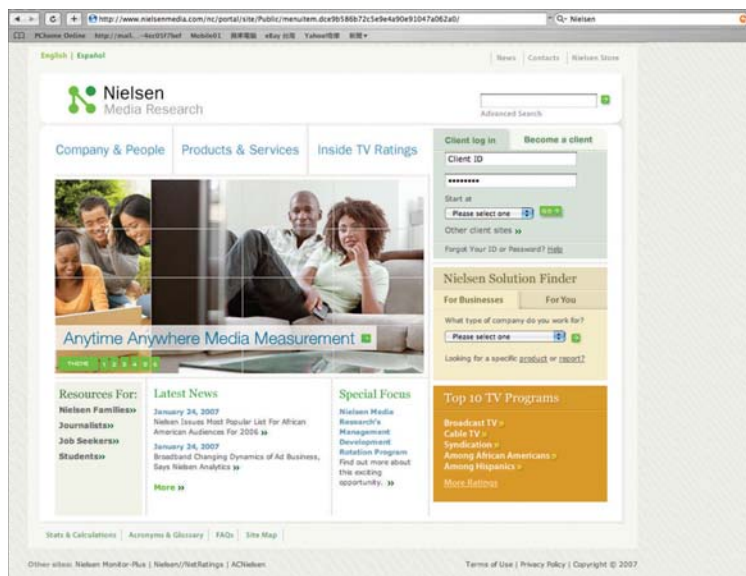 http://www.nielsenmedia.com/nc/portal/site/Public/menuitem.dce9b586b72c5e9e4a90e91047a062a0/
Q- Nielsen
PChome Online
Mobile01
eBay
English | Español
News | Contacts | Nielsen Store
Nielsen
Media Research
Advanced Search
Company & People
Products & Services
Inside TV Ratings
Client log in
Become a client
Client ID
••••••••
Start at
Please select one
GO
Other client sites »
Forgot Your ID or Password? Help
Anytime Anywhere Media Measurement
THEME 1 2 3 4 5 6
Nielsen Solution Finder
For Businesses
For You
What type of company do you work for?
Please select one
Looking for a specific product or report?
Resources For:
Nielsen Families»
Journalists»
Job Seekers»
Students»
Latest News
January 24, 2007
Nielsen Issues Most Popular List For African
American Audiences For 2006 »
January 24, 2007
Broadband Changing Dynamics of Ad Business,
Says Nielsen Analytics »
More »
Special Focus
Nielsen Media
Research's
Management
Development
Rotation Program
Find out more about
this exciting
opportunity. »
Top 10 TV Programs
Broadcast TV »
Cable TV »
Syndication »
Among African Americans »
Among Hispanics »
More Ratings
Stats & Calculations | Acronyms & Glossary | FAQs | Site Map
Other sites: Nielsen Monitor-Plus | Nielsen//NetRatings | ACNielsen
Terms of Use | Privacy Policy | Copyright © 2007